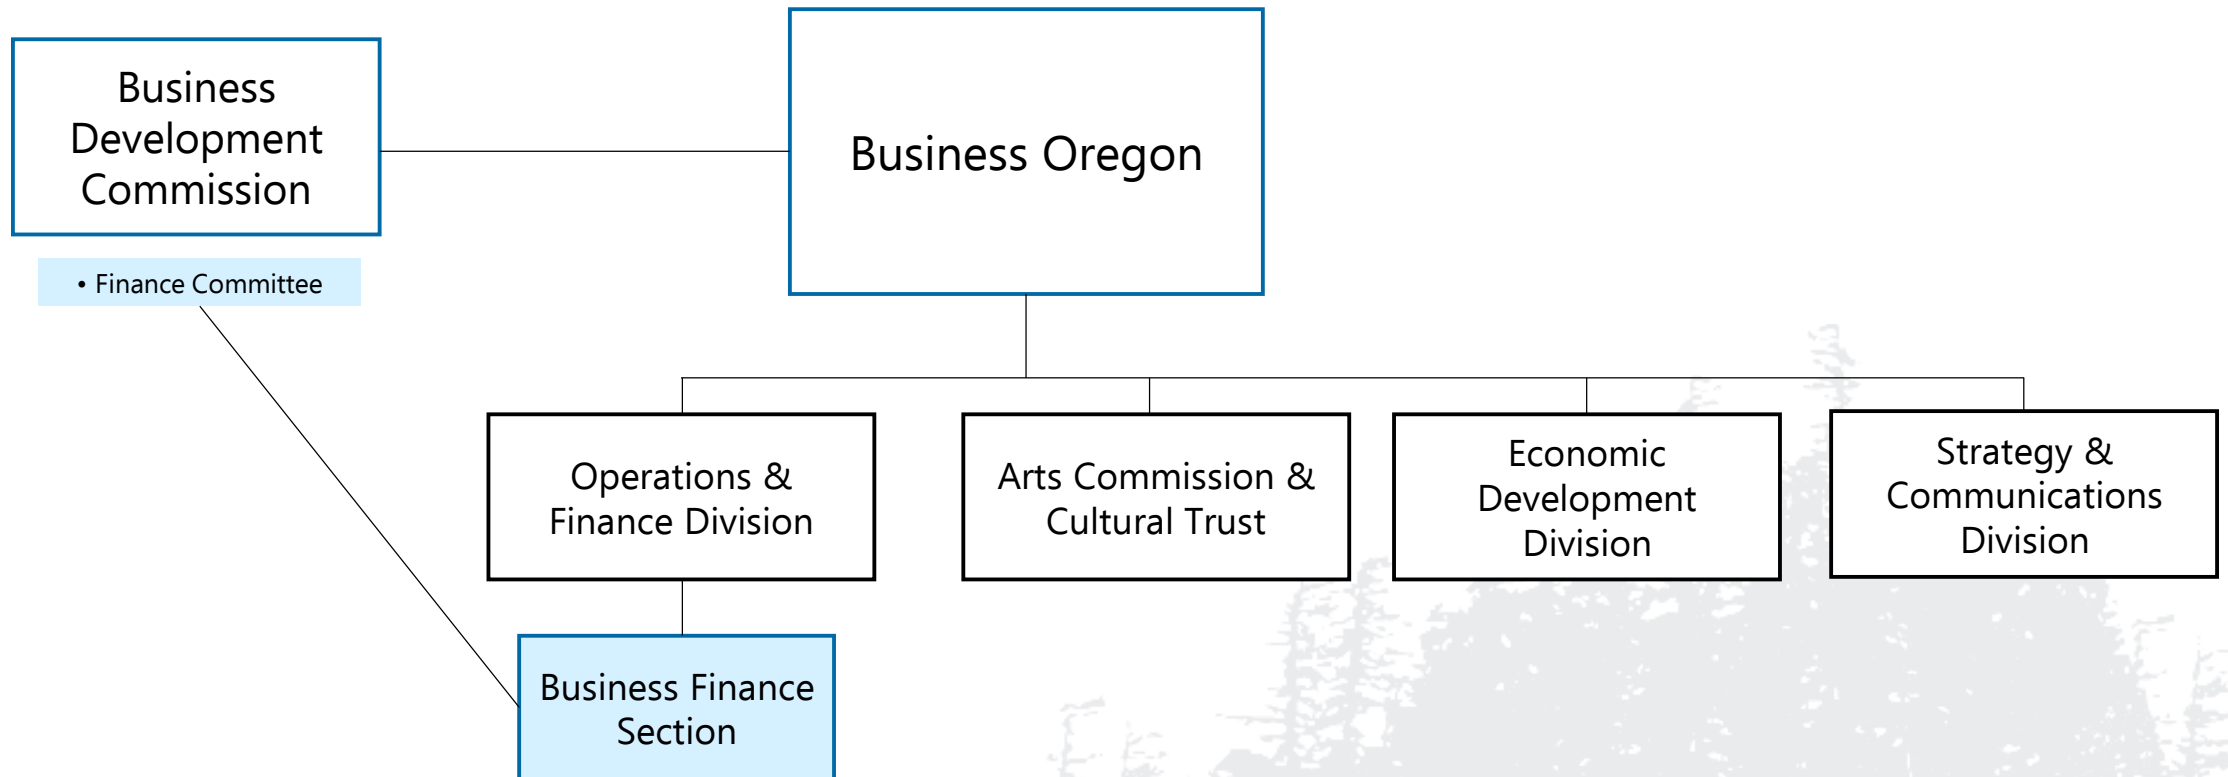 Business
Development
Commission
Business Oregon
• Finance Committee
Operations &
Finance Division
Arts Commission &
Cultural Trust
Economic
Development
Division
Strategy &
Communications
Division
Business Finance
Section